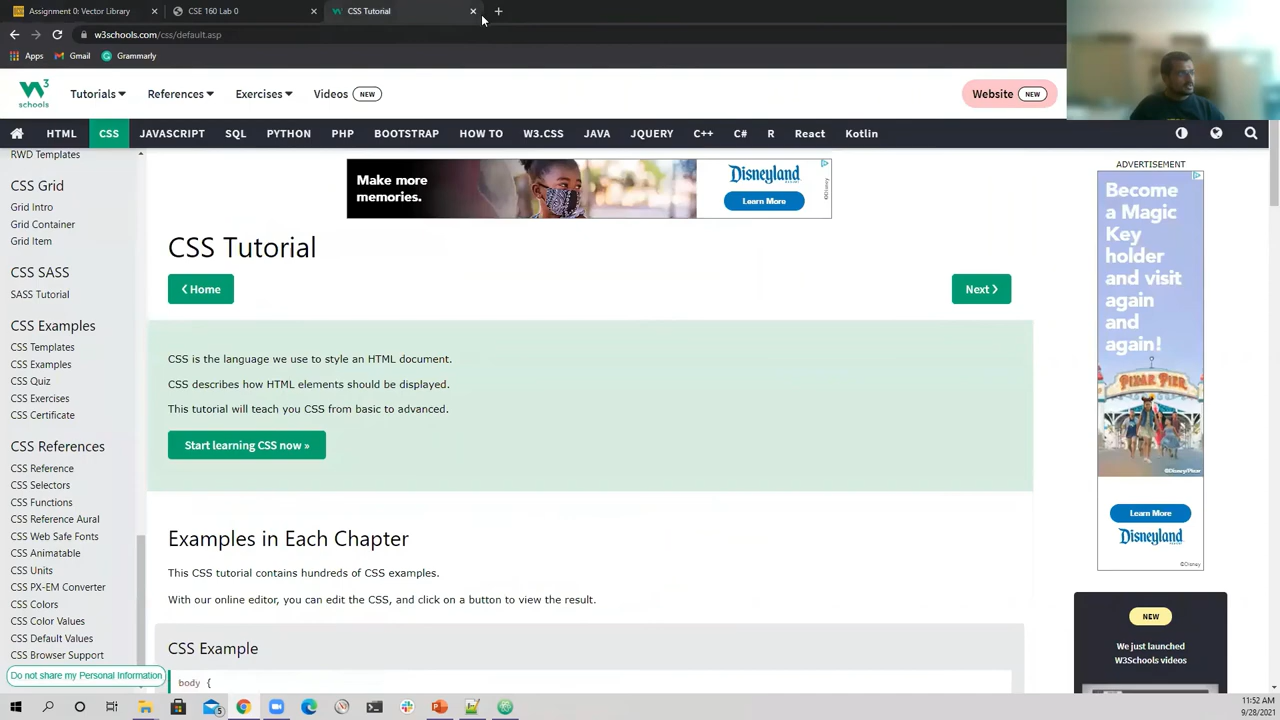 Assignment 0: Vector Library
CSE 160 Lab 0
CSS Tutorial
w3schools.com/css/default.asp
Apps
Gmail
Grammarly
W3 schools
Tutorials
References
Exercises
Videos NEW
Website NEW
HTML
CSS
JAVASCRIPT
SQL
PYTHON
PHP
BOOTSTRAP
HOW TO
W3.CSS
JAVA
JQUERY
C++
C#
R
React
Kotlin
RWD Templates
CSS Grid
Grid Intro
Grid Container
Grid Item
CSS SASS
SASS Tutorial
CSS Examples
CSS Templates
CSS Examples
CSS Quiz
CSS Exercises
CSS Certificate
CSS References
CSS Reference
CSS Selectors
CSS Functions
CSS Reference Aural
CSS Web Safe Fonts
CSS Animatable
CSS Units
CSS PX-EM Converter
CSS Colors
CSS Color Values
CSS Default Values
CSS Browser Support
Do not share my Personal Information
Make more
memories.
Disneyland
Learn More
©Disney
CSS Tutorial
❮ Home
Next ❯
CSS is the language we use to style an HTML document.
CSS describes how HTML elements should be displayed.
This tutorial will teach you CSS from basic to advanced.
Start learning CSS now »
Examples in Each Chapter
This CSS tutorial contains hundreds of CSS examples.
With our online editor, you can edit the CSS, and click on a button to view the result.
CSS Example
body {
ADVERTISEMENT
Become
a Magic
Key
holder
and visit
again
and
again!
PIXAR PIER
©Disney/Pixar
Learn More
Disneyland
©Disney
NEW
We just launched
W3Schools videos
11:52 AM
9/28/2021